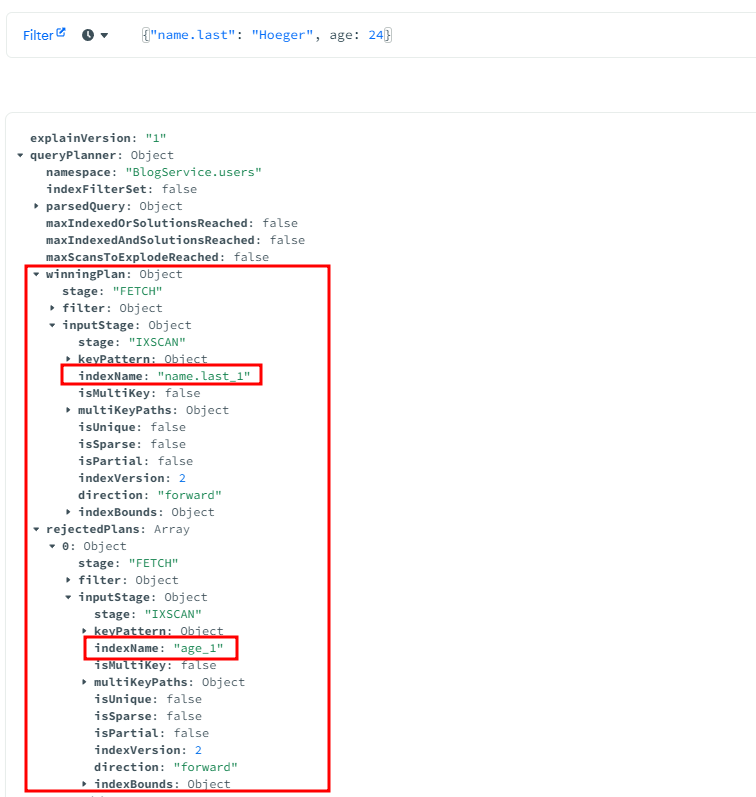 Filter {"name.last": "Hoeger", age: 24}
explainVersion: "1"
queryPlanner: Object
namespace: "BlogService.users"
indexFilterSet: false
parsedQuery: Object
maxIndexedOrSolutionsReached: false
maxIndexedAndSolutionsReached: false
maxScansToExplodeReached: false
winningPlan: Object
stage: "FETCH"
filter: Object
inputStage: Object
stage: "IXSCAN"
keyPattern: Object
indexName: "name.last_1"
isMultiKey: false
multiKeyPaths: Object
isUnique: false
isSparse: false
isPartial: false
indexVersion: 2
direction: "forward"
indexBounds: Object
rejectedPlans: Array
0: Object
stage: "FETCH"
filter: Object
inputStage: Object
stage: "IXSCAN"
keyPattern: Object
indexName: "age_1"
isMultiKey: false
multiKeyPaths: Object
isUnique: false
isSparse: false
isPartial: false
indexVersion: 2
direction: "forward"
indexBounds: Object